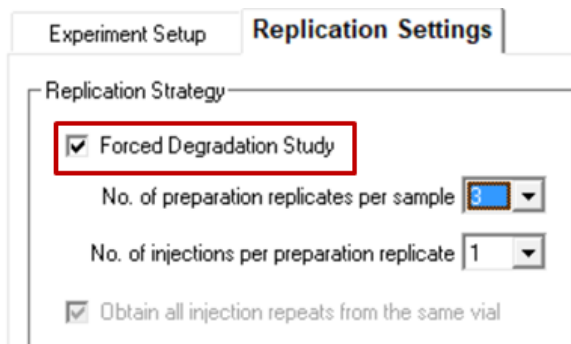 Experiment Setup
Replication Settings
Replication Strategy
Forced Degradation Study
No. of preparation replicates per sample 3
No. of injections per preparation replicate 1
Obtain all injection repeats from the same vial